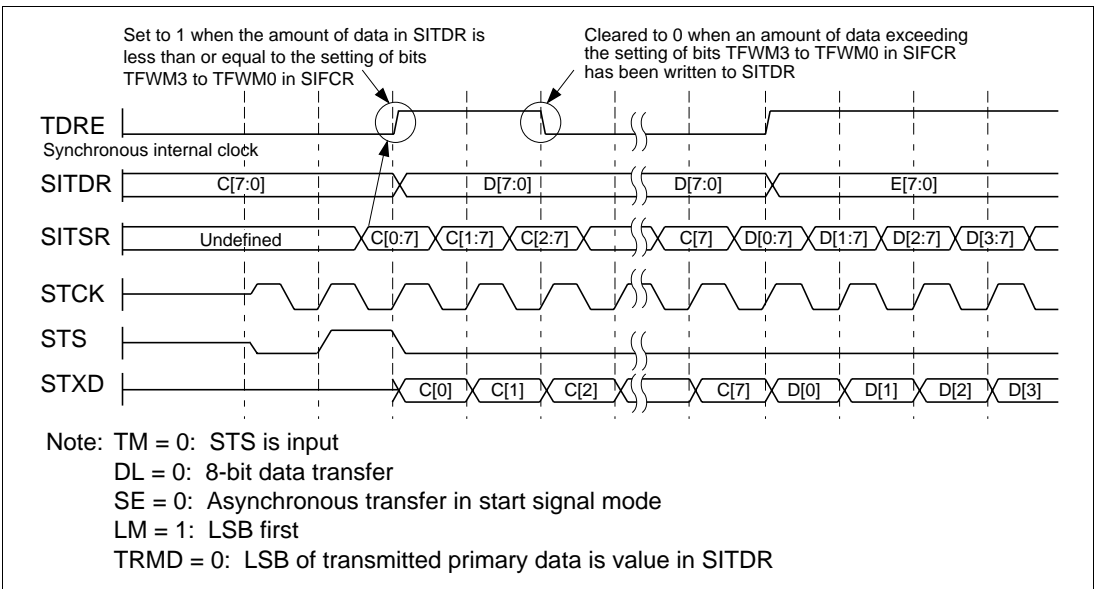 Set to 1 when the amount of data in SITDR is
less than or equal to the setting of bits
TFWM3 to TFWM0 in SIFCR
Cleared to 0 when an amount of data exceeding
the setting of bits TFWM3 to TFWM0 in SIFCR
has been written to SITDR
TDRE
Synchronous internal clock
SITDR C[7:0] D[7:0] D[7:0] E[7:0]
SITSR Undefined C[0:7] C[1:7] C[2:7] C[7] D[0:7] D[1:7] D[2:7] D[3:7]
STCK
STS
STXD C[0] C[1] C[2] C[7] D[0] D[1] D[2] D[3]
Note: TM = 0: STS is input
DL = 0: 8-bit data transfer
SE = 0: Asynchronous transfer in start signal mode
LM = 1: LSB first
TRMD = 0: LSB of transmitted primary data is value in SITDR